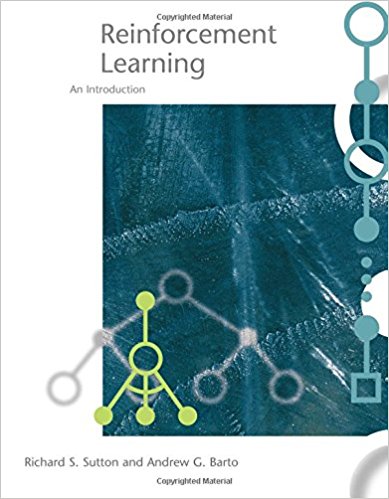 Copyrighted Material
Reinforcement
Learning
An Introduction
Richard S. Sutton and Andrew G. Barto
Copyrighted Material